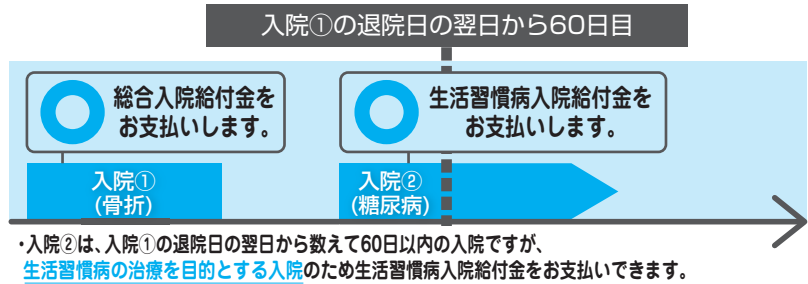 入院①の退院日の翌日から60日目
総合入院給付金を
お支払いします。
生活習慣病入院給付金を
お支払いします。
入院①
(骨折)
入院②
(糖尿病)
・入院②は、入院①の退院日の翌日から数えて60日以内の入院ですが、
生活習慣病の治療を目的とする入院のため生活習慣病入院給付金をお支払いできます。